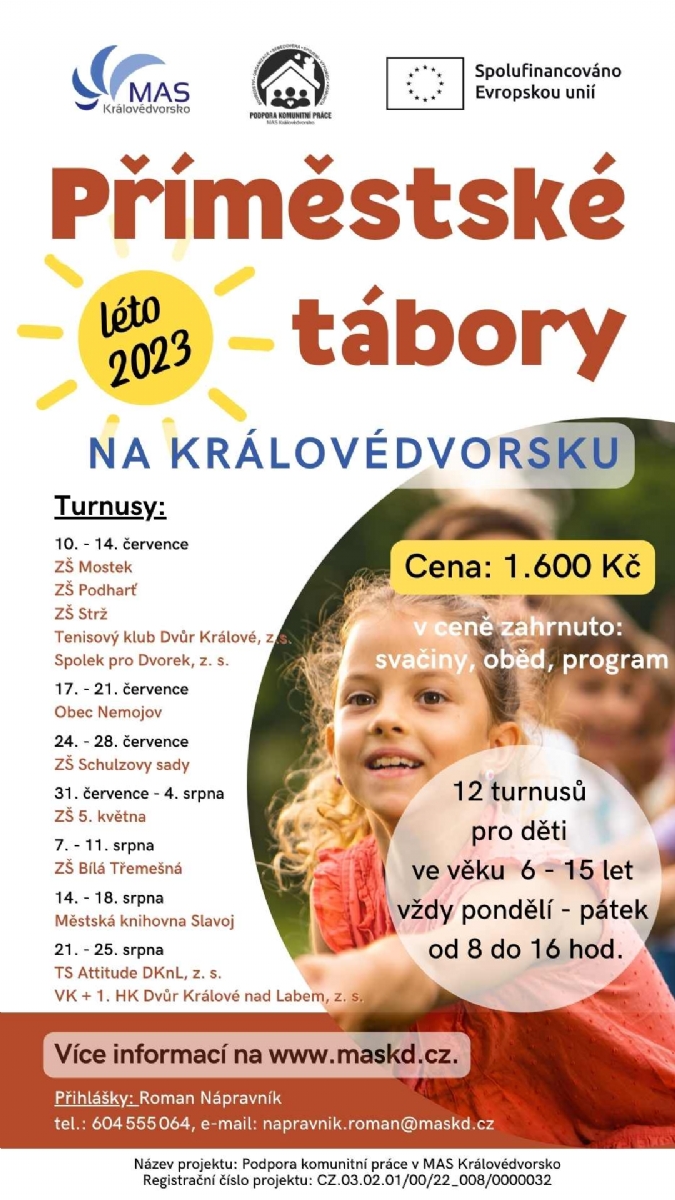 MAS
Královédvorsko
PODPORA KOMUNITNÍ PRÁCE
MAS Královédvorsko
Spolufinancováno
Evropskou unií
Příměstské
tábory
léto
2023
NA KRÁLOVÉDVORSKU
Turnusy:
10. - 14. července
ZŠ Mostek
ZŠ Podharť
ZŠ Strž
Tenisový klub Dvůr Králové, z.s.
Spolek pro Dvorek, z. s.
17. - 21. července
Obec Nemojov
24. - 28. července
ZŠ Schulzovy sady
31. července - 4. srpna
ZŠ 5. května
7. - 11. srpna
ZŠ Bílá Třemešná
14. - 18. srpna
Městská knihovna Slavoj
21. - 25. srpna
TS Attitude DKnL, z. s.
VK + 1. HK Dvůr Králové nad Labem, z. s.
Cena: 1.600 Kč
v ceně zahrnuto:
svačiny, oběd, program
12 turnusů
pro děti
ve věku 6 - 15 let
vždy pondělí - pátek
od 8 do 16 hod.
Více informací na www.maskd.cz.
Přihlášky: Roman Nápravník
tel.: 604 555 064, e-mail: napravnik.roman@maskd.cz
Název projektu: Podpora komunitní práce v MAS Královédvorsko
Registrační číslo projektu: CZ.03.02.01/00/22_008/0000032